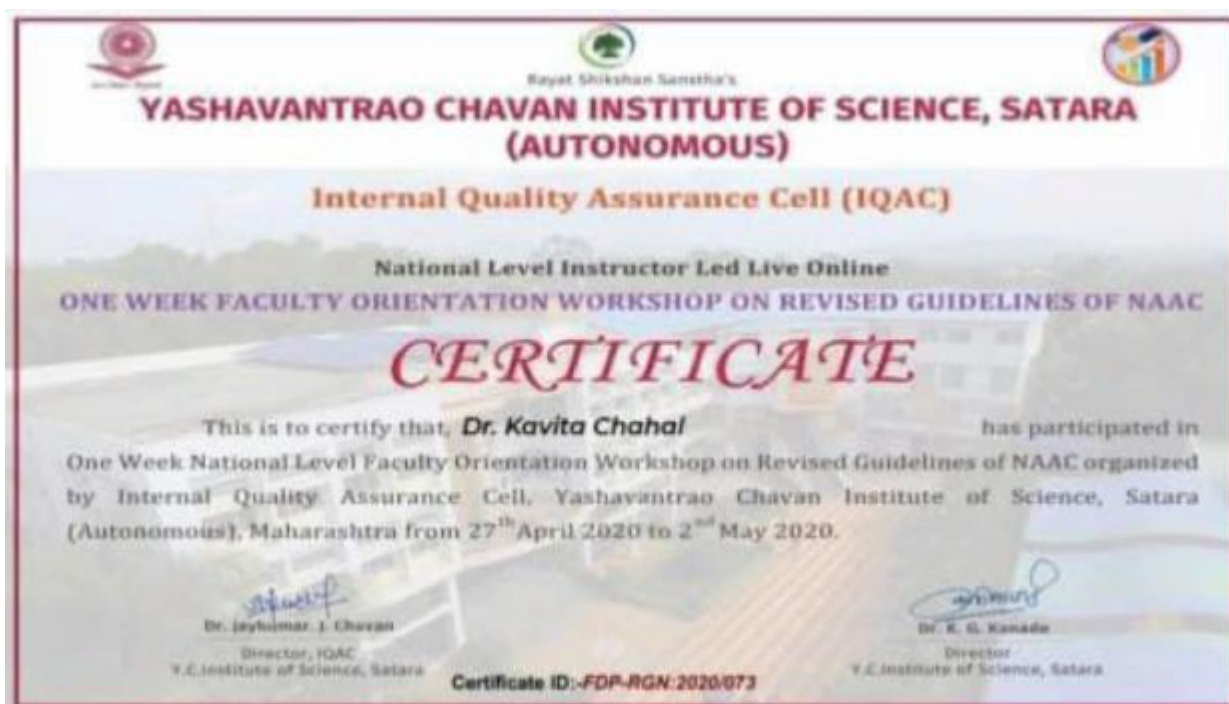 Rayat Shikshan Sanstha's
YASHAVANTRAO CHAVAN INSTITUTE OF SCIENCE, SATARA
(AUTONOMOUS)
Internal Quality Assurance Cell (IQAC)
National Level Instructor Led Live Online
ONE WEEK FACULTY ORIENTATION WORKSHOP ON REVISED GUIDELINES OF NAAC
CERTIFICATE
This is to certify that, Dr. Kavita Chahal has participated in
One Week National Level Faculty Orientation Workshop on Revised Guidelines of NAAC organized
by Internal Quality Assurance Cell, Yashavantrao Chavan Institute of Science, Satara
(Autonomous), Maharashtra from 27th April 2020 to 2nd May 2020.
Dr. Jaykumar J. Chavan
Director, IQAC
Y.C.Institute of Science, Satara
Dr. K. G. Kanade
Director
Y.C.Institute of Science, Satara
Certificate ID:-FDP-RGN:2020/073